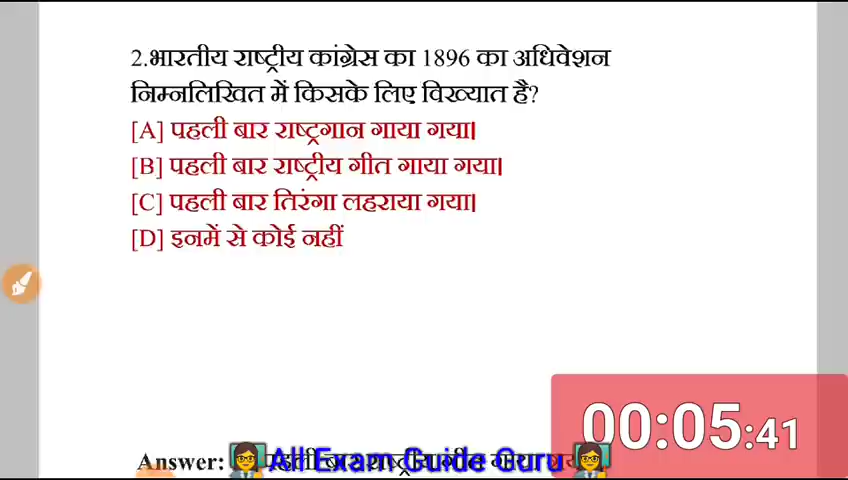 2.भारतीय राष्ट्रीय कांग्रेस का 1896 का अधिवेशन
निम्नलिखित में किसके लिए विख्यात है?
[A] पहली बार राष्ट्रगान गाया गया।
[B] पहली बार राष्ट्रीय गीत गाया गया।
[C] पहली बार तिरंगा लहराया गया।
[D] इनमें से कोई नहीं
00:05:41
Answer: पहली बार राष्ट्रीय गीत गाया
All Exam Guide Guru